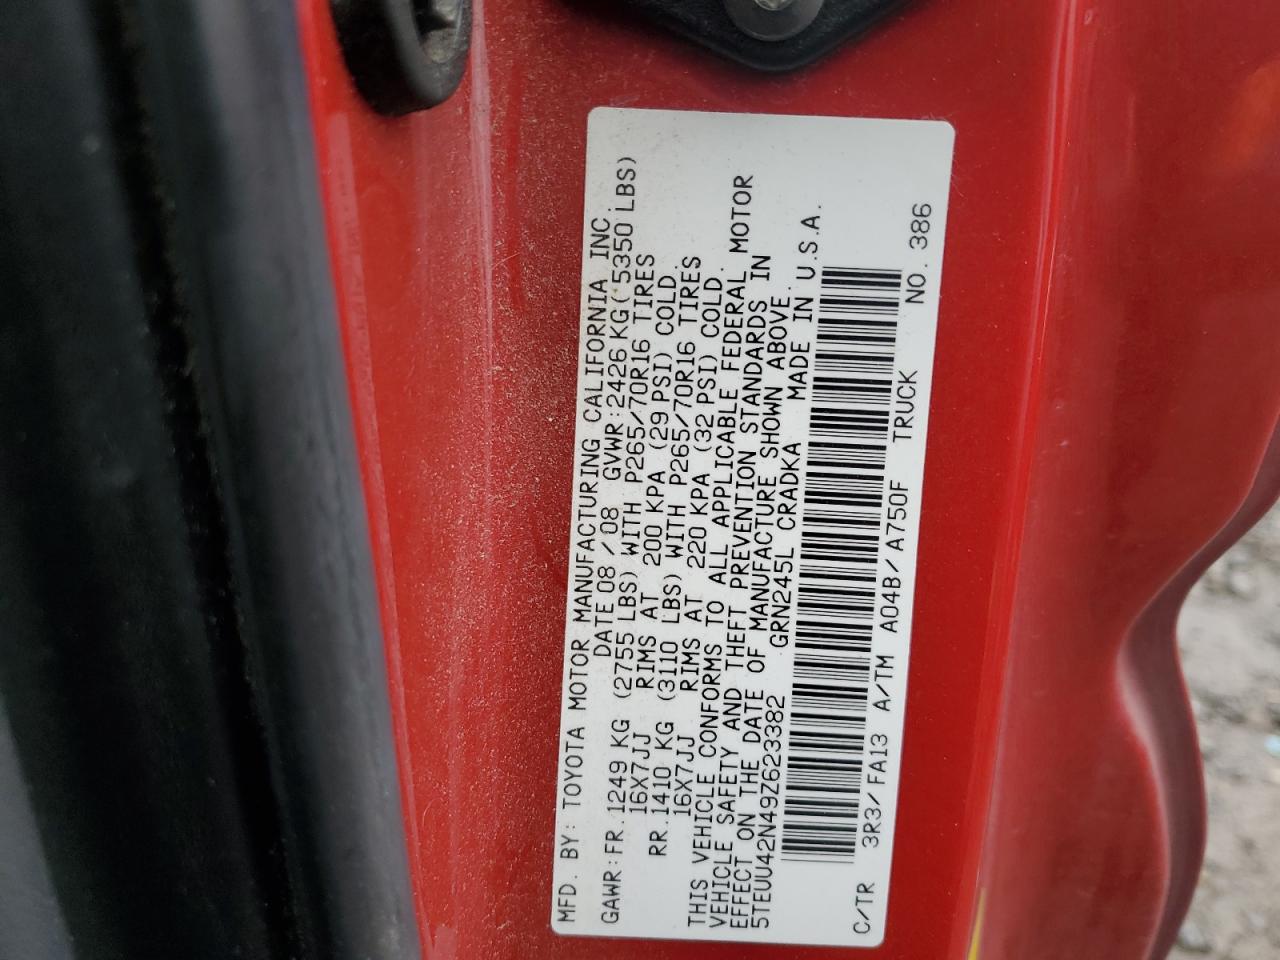 MFD. BY: TOYOTA MOTOR MANUFACTURING CALIFORNIA INC.
DATE 08 / 08 GVWR: 2426 KG( 5350 LBS)
GAWR: FR. 1249 KG (2755 LBS) WITH P265/70R16 TIRES
16X7JJ RIMS AT 200 KPA (29 PSI) COLD.
RR. 1410 KG (3110 LBS) WITH P265/70R16 TIRES
16X7JJ RIMS AT 220 KPA (32 PSI) COLD.
THIS VEHICLE CONFORMS TO ALL APPLICABLE FEDERAL MOTOR
VEHICLE SAFETY AND THEFT PREVENTION STANDARDS IN
EFFECT ON THE DATE OF MANUFACTURE SHOWN ABOVE.
5TEUU42N49Z623382 GRN245L CRADKA MADE IN U.S.A.
C/TR 3R3/FA13 A/TM A04B/A750F TRUCK NO. 386